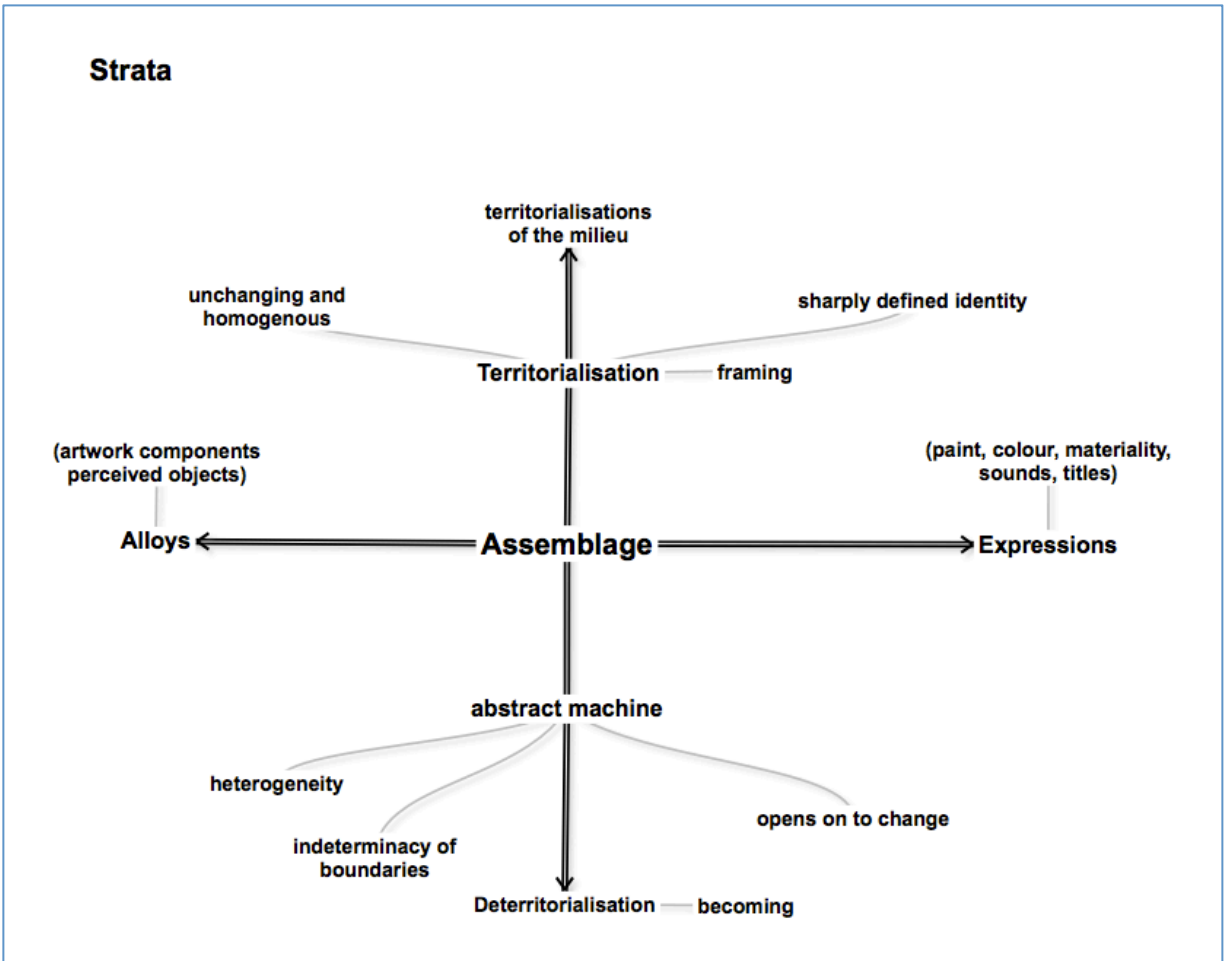 Strata
territorialisations
of the milieu
unchanging and
homogenous
sharply defined identity
Territorialisation
framing
(artwork components
perceived objects)
(paint, colour, materiality,
sounds, titles)
Alloys
Assemblage
Expressions
abstract machine
heterogeneity
indeterminacy of
boundaries
opens on to change
Deterritorialisation
becoming